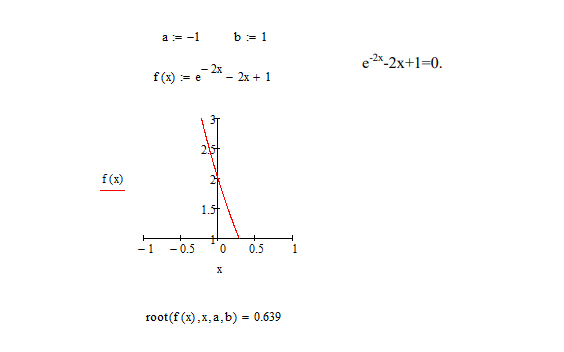 a := −1 b := 1
e^-2x-2x+1=0.
f(x) := e^− 2x − 2x + 1
3
2.5
f(x)
2
1.5
1
− 1 − 0.5 0 0.5 1
x
root(f(x),x,a,b) = 0.639